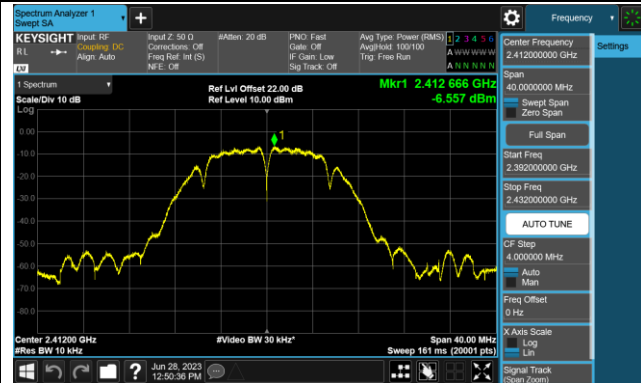 Spectrum Analyzer 1
Swept SA
Frequency
KEYSIGHT
RL
LXI
Input: RF
Coupling: DC
Align: Auto
Input Z: 50 Ω
Corrections: Off
Freq Ref: Int (S)
NFE: Off
#Atten: 20 dB
PNO: Fast
Gate: Off
IF Gain: Low
Sig Track: Off
Avg Type: Power (RMS)
Avg|Hold: 100/100
Trig: Free Run
1 2 3 4 5 6
A W W W W W
A N N N N N
1 Spectrum
Scale/Div 10 dB
Log
Ref Lvl Offset 22.00 dB
Ref Level 10.00 dBm
Mkr1 2.412 666 GHz
-6.557 dBm
1
0.00
-10.0
-20.0
-30.0
-40.0
-50.0
-60.0
-70.0
-80.0
Center 2.41200 GHz
#Res BW 10 kHz
#Video BW 30 kHz*
Span 40.00 MHz
Sweep 161 ms (20001 pts)
Jun 28, 2023
12:50:36 PM
Center Frequency
2.412000000 GHz
Span
40.0000000 MHz
Swept Span
Zero Span
Full Span
Start Freq
2.392000000 GHz
Stop Freq
2.432000000 GHz
AUTO TUNE
CF Step
4.000000 MHz
Auto
Man
Freq Offset
0 Hz
X Axis Scale
Log
Lin
Signal Track
(Span Zoom)
Settings